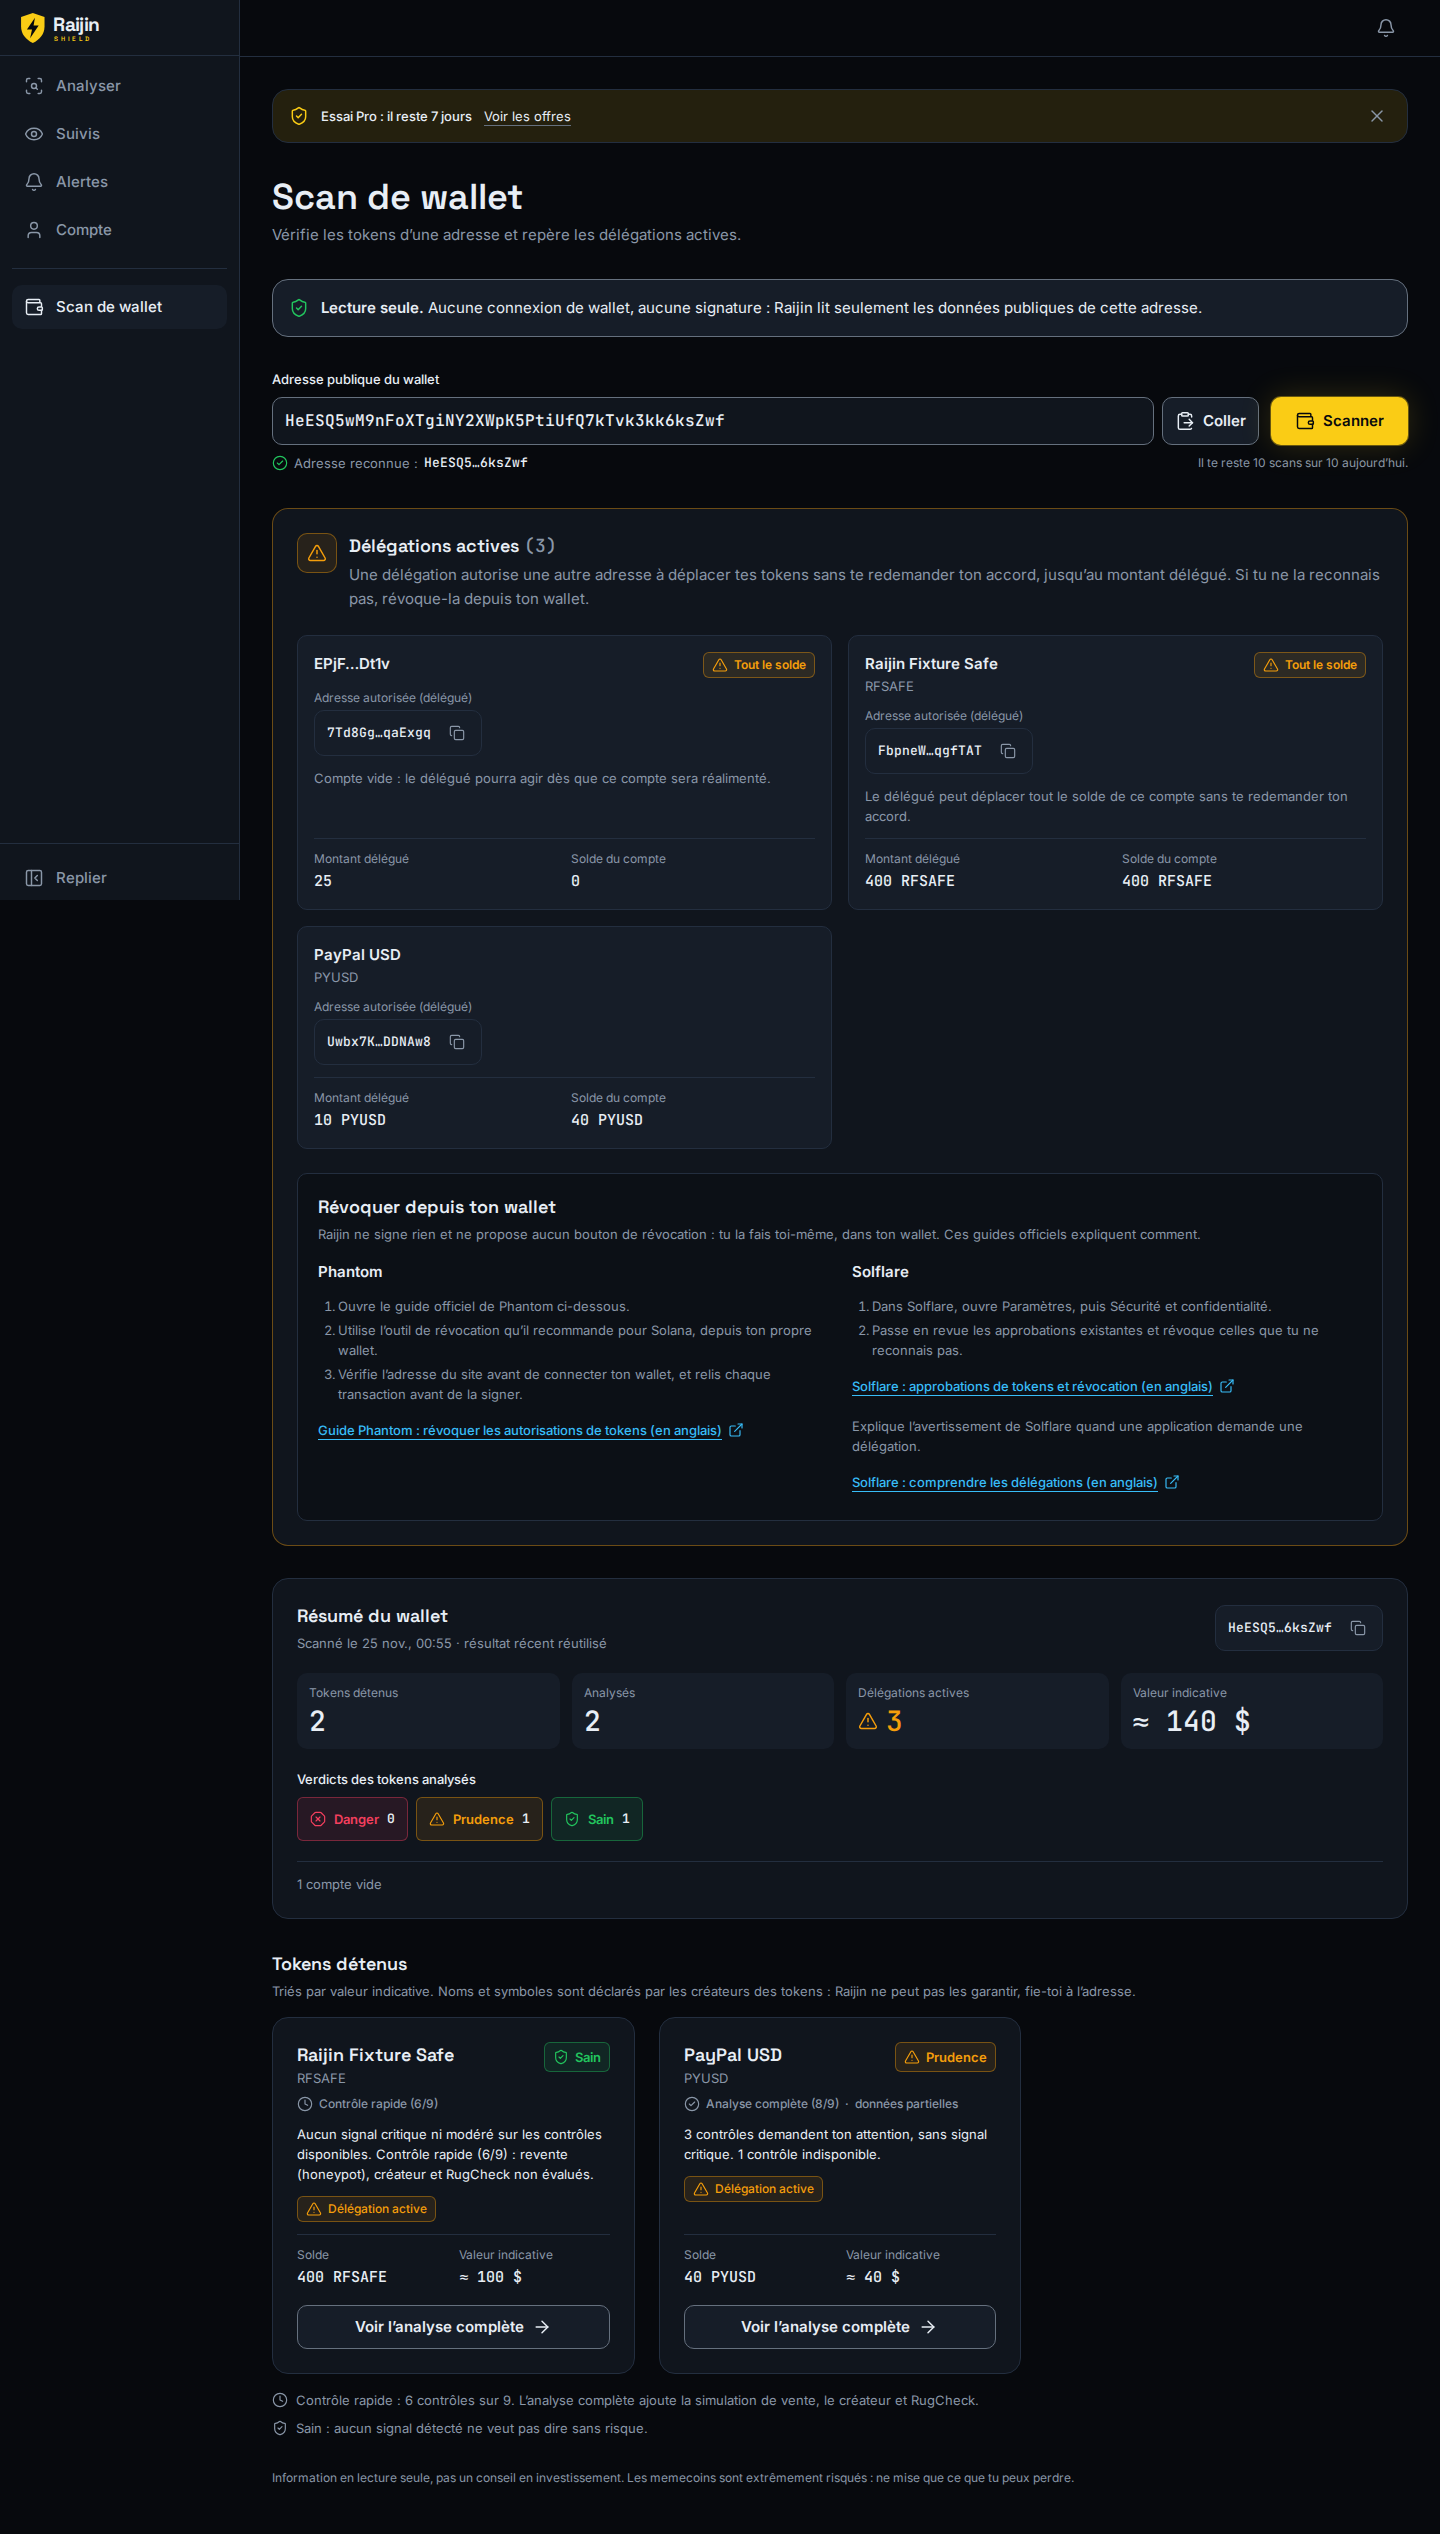 Raijin
SHIELD
Analyser
Suivis
Alertes
Compte
Scan de wallet
Replier
Essai Pro : il reste 7 jours Voir les offres
Scan de wallet
Vérifie les tokens d’une adresse et repère les délégations actives.
Lecture seule. Aucune connexion de wallet, aucune signature : Raijin lit seulement les données publiques de cette adresse.
Adresse publique du wallet
HeESQ5wM9nFoXTgiNY2XWpK5PtiUfQ7kTvk3kk6ksZwf
Coller
Scanner
Adresse reconnue : HeESQ5…6ksZwf
Il te reste 10 scans sur 10 aujourd’hui.
Délégations actives (3)
Une délégation autorise une autre adresse à déplacer tes tokens sans te redemander ton accord, jusqu’au montant délégué. Si tu ne la reconnais
pas, révoque-la depuis ton wallet.
EPjF…Dt1v
Tout le solde
Adresse autorisée (délégué)
7Td8Gg…qaExgq
Compte vide : le délégué pourra agir dès que ce compte sera réalimenté.
Montant délégué
25
Solde du compte
0
Raijin Fixture Safe
Tout le solde
RFSAFE
Adresse autorisée (délégué)
FbpneW…qgfTAT
Le délégué peut déplacer tout le solde de ce compte sans te redemander ton
accord.
Montant délégué
400 RFSAFE
Solde du compte
400 RFSAFE
PayPal USD
PYUSD
Adresse autorisée (délégué)
Uwbx7K…DDNAw8
Montant délégué
10 PYUSD
Solde du compte
40 PYUSD
Révoquer depuis ton wallet
Raijin ne signe rien et ne propose aucun bouton de révocation : tu la fais toi-même, dans ton wallet. Ces guides officiels expliquent comment.
Phantom
1. Ouvre le guide officiel de Phantom ci-dessous.
2. Utilise l’outil de révocation qu’il recommande pour Solana, depuis ton propre
wallet.
3. Vérifie l’adresse du site avant de connecter ton wallet, et relis chaque
transaction avant de la signer.
Guide Phantom : révoquer les autorisations de tokens (en anglais)
Solflare
1. Dans Solflare, ouvre Paramètres, puis Sécurité et confidentialité.
2. Passe en revue les approbations existantes et révoque celles que tu ne
reconnais pas.
Solflare : approbations de tokens et révocation (en anglais)
Explique l’avertissement de Solflare quand une application demande une
délégation.
Solflare : comprendre les délégations (en anglais)
Résumé du wallet
Scanné le 25 nov., 00:55 · résultat récent réutilisé
HeESQ5…6ksZwf
Tokens détenus
2
Analysés
2
Délégations actives
3
Valeur indicative
≈ 140 $
Verdicts des tokens analysés
Danger 0
Prudence 1
Sain 1
1 compte vide
Tokens détenus
Triés par valeur indicative. Noms et symboles sont déclarés par les créateurs des tokens : Raijin ne peut pas les garantir, fie-toi à l’adresse.
Raijin Fixture Safe
Sain
RFSAFE
Contrôle rapide (6/9)
Aucun signal critique ni modéré sur les contrôles
disponibles. Contrôle rapide (6/9) : revente
(honeypot), créateur et RugCheck non évalués.
Délégation active
Solde
400 RFSAFE
Valeur indicative
≈ 100 $
Voir l’analyse complète
PayPal USD
Prudence
PYUSD
Analyse complète (8/9) · données partielles
3 contrôles demandent ton attention, sans signal
critique. 1 contrôle indisponible.
Délégation active
Solde
40 PYUSD
Valeur indicative
≈ 40 $
Voir l’analyse complète
Contrôle rapide : 6 contrôles sur 9. L’analyse complète ajoute la simulation de vente, le créateur et RugCheck.
Sain : aucun signal détecté ne veut pas dire sans risque.
Information en lecture seule, pas un conseil en investissement. Les memecoins sont extrêmement risqués : ne mise que ce que tu peux perdre.